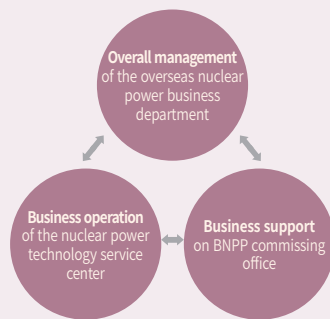 Overall management
of the overseas nuclear
power business
department
Business operation
of the nuclear power
technology service
center
Business support
on BNPP commissing
office